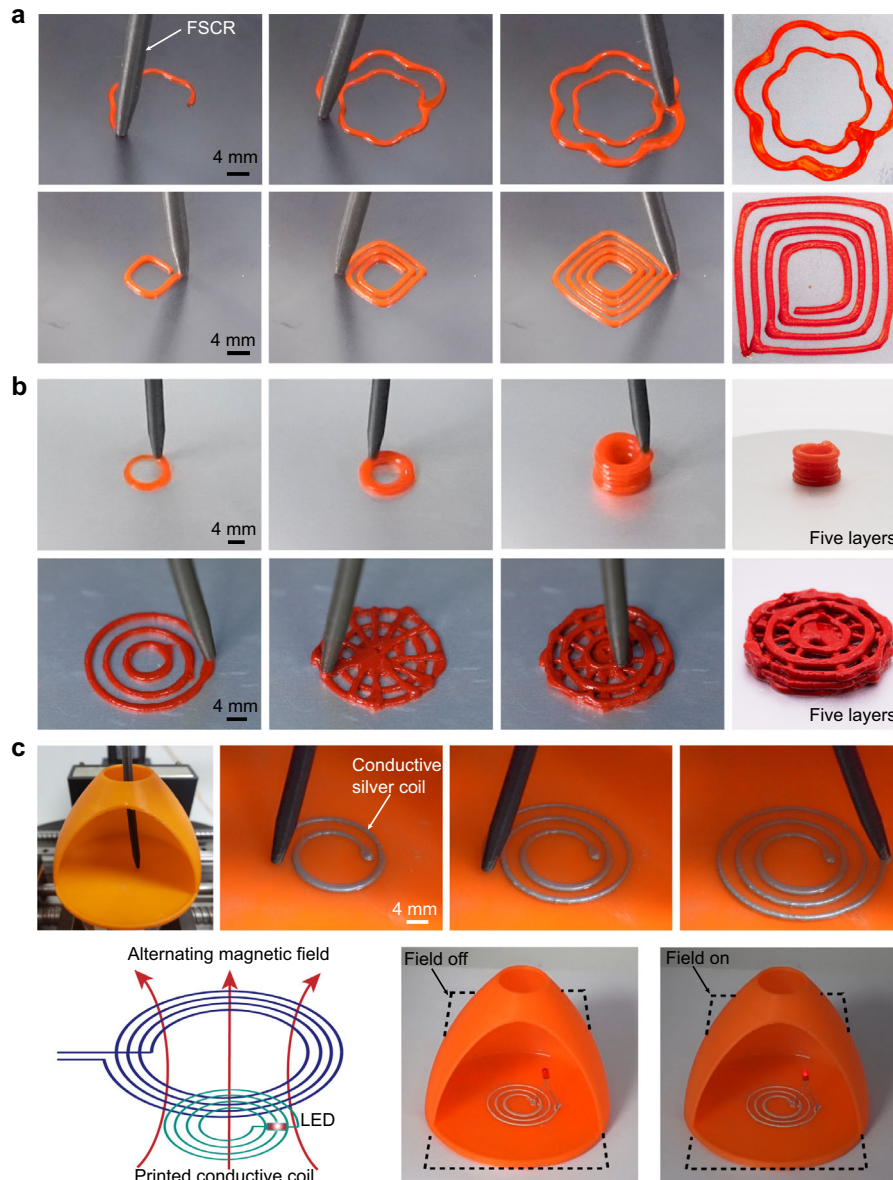 a
FSCR
4 mm
4 mm
b
4 mm
Five layers
4 mm
Five layers
c
Conductive
silver coil
4 mm
Alternating magnetic field
LED
Printed conductive coil
Field off
Field on